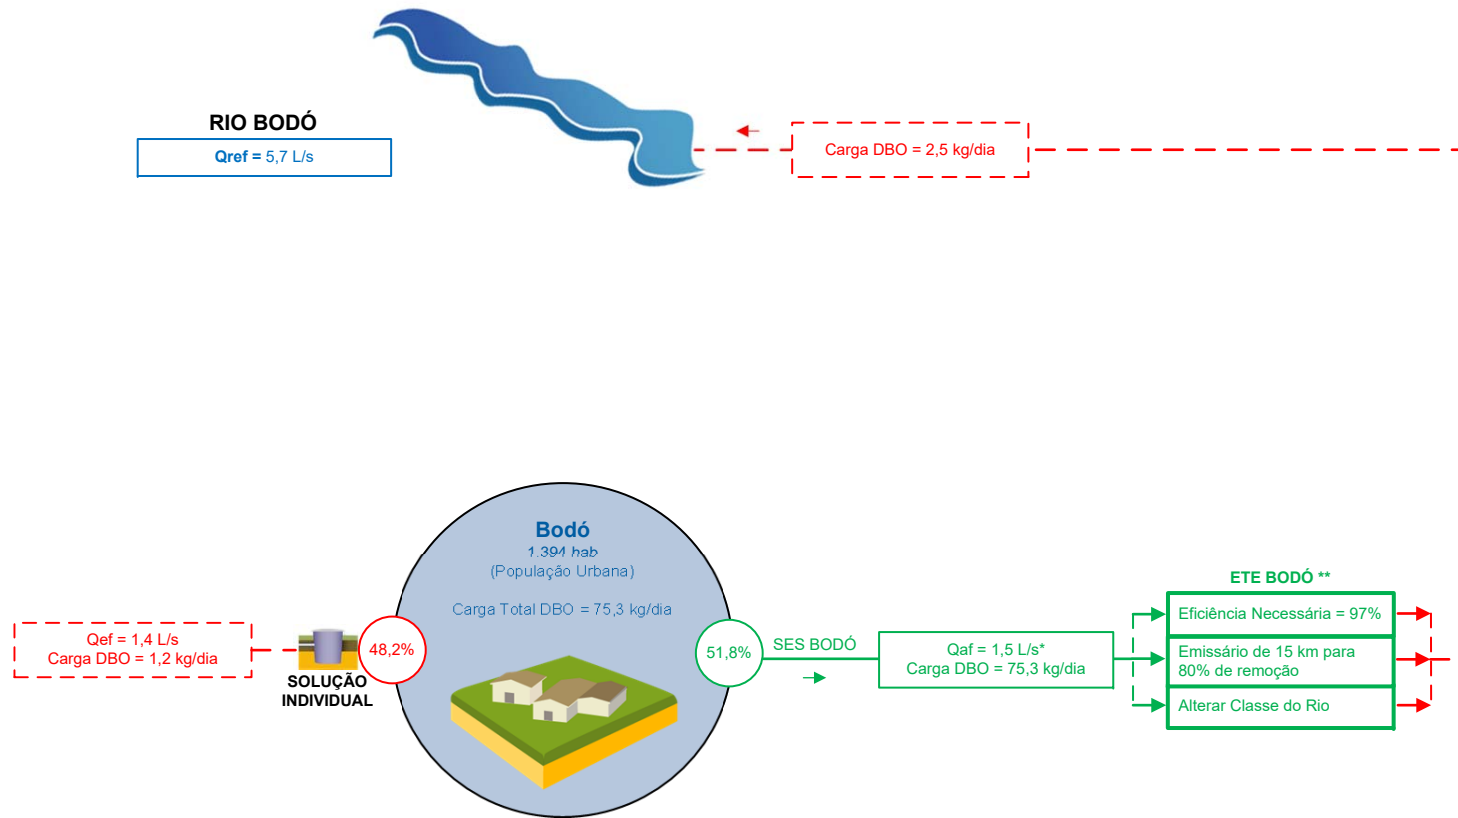 RIO BODÓ
Qref = 5,7 L/s
Carga DBO = 2,5 kg/dia
Bodó
1.394 hab
(População Urbana)
Carga Total DBO = 75,3 kg/dia
Qef = 1,4 L/s
Carga DBO = 1,2 kg/dia
SOLUÇÃO
INDIVIDUAL
48,2%
51,8%
SES BODÓ
Qaf = 1,5 L/s*
Carga DBO = 75,3 kg/dia
ETE BODÓ **
Eficiência Necessária = 97%
Emissário de 15 km para
80% de remoção
Alterar Classe do Rio